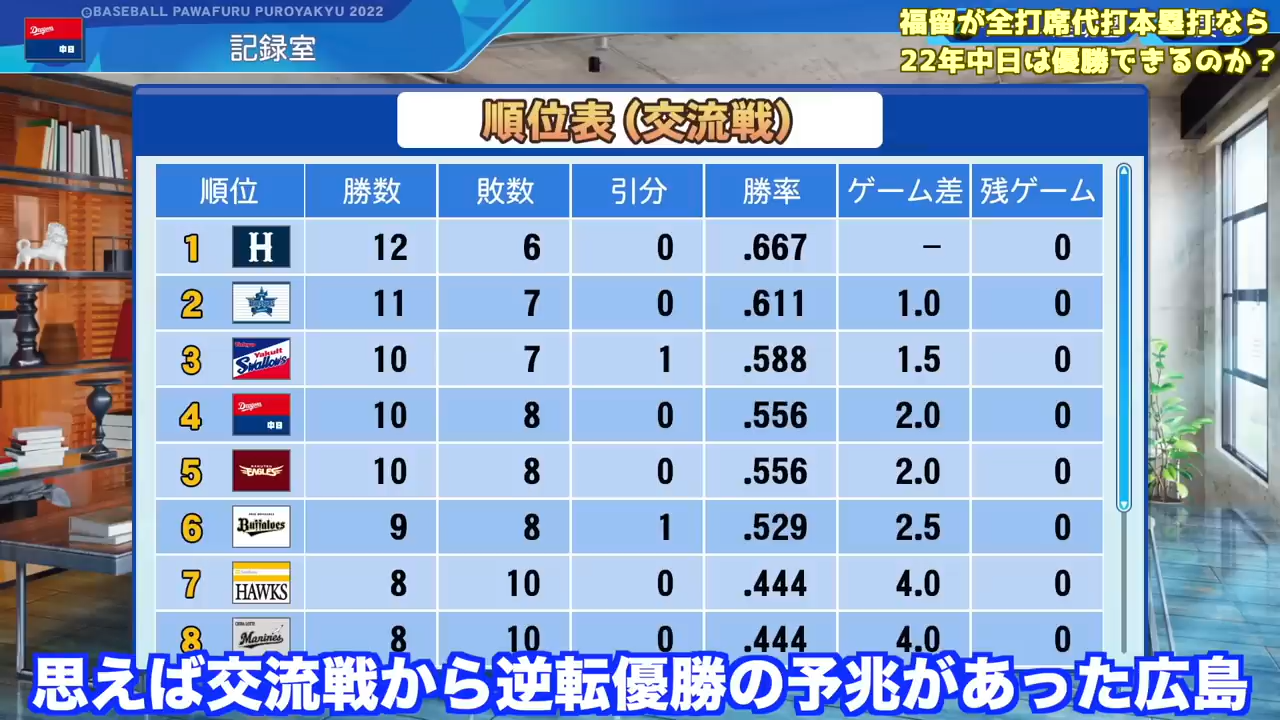 ©BASEBALL PAWAFURU PUROYAKYU 2022
Dragons
中日
記録室
福留が全打席代打本塁打なら
22年中日は優勝できるのか？
順位表（交流戦）
順位 勝数 敗数 引分 勝率 ゲーム差 残ゲーム
1 H 12 6 0 .667 － 0
2 11 7 0 .611 1.0 0
3 Tokyo Yakult Swallows 10 7 1 .588 1.5 0
4 Dragons 中日 10 8 0 .556 2.0 0
5 EAGLES 10 8 0 .556 2.0 0
6 Buffaloes 9 8 1 .529 2.5 0
7 HAWKS 8 10 0 .444 4.0 0
8 Marines 8 10 0 .444 4.0 0
思えば交流戦から逆転優勝の予兆があった広島